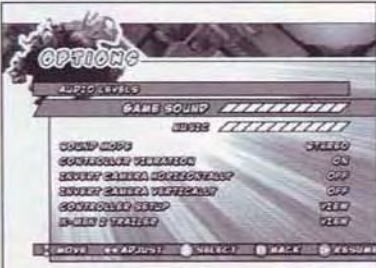 OPTIONS
AUDIO LEVELS
GAME SOUND
MUSIC
SOUND MODE STEREO
CONTROLLER VIBRATION ON
INVERT CAMERA HORIZONTALLY OFF
INVERT CAMERA VERTICALLY OFF
CONTROLLER SETUP VIEW
X-MEN 2 TRAILER VIEW
MOVE ADJUST SELECT BACK RESUME